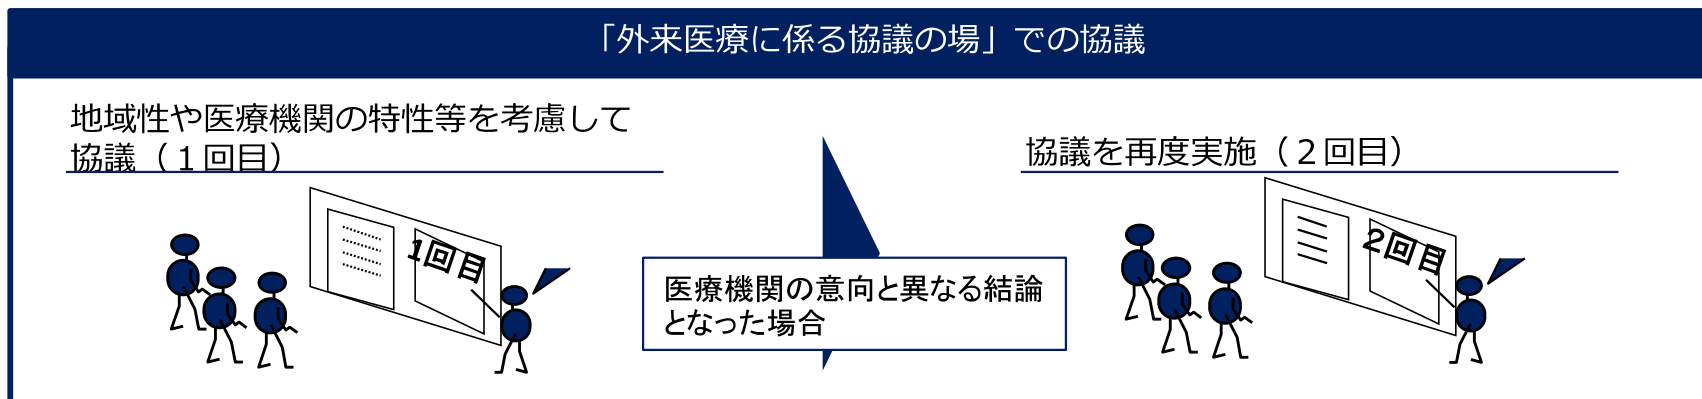 「外来医療に係る協議の場」での協議
地域性や医療機関の特性等を考慮して
協議（１回目）
1回目
医療機関の意向と異なる結論
となった場合
協議を再度実施（２回目）
2回目